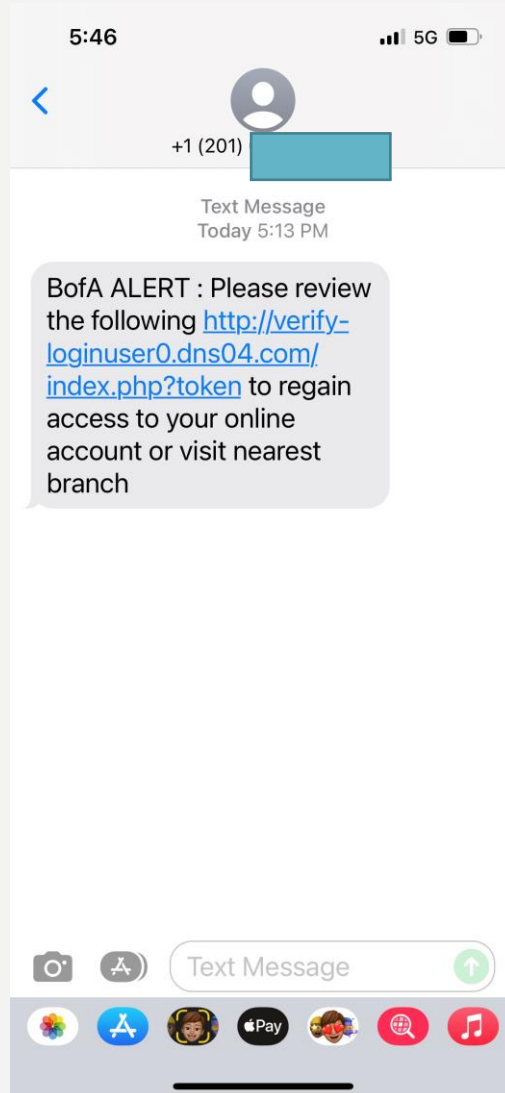 5:46
5G
+1 (201)
Text Message
Today 5:13 PM
BofA ALERT : Please review
the following http://verify-
loginuser0.dns04.com/
index.php?token to regain
access to your online
account or visit nearest
branch
Text Message
Pay